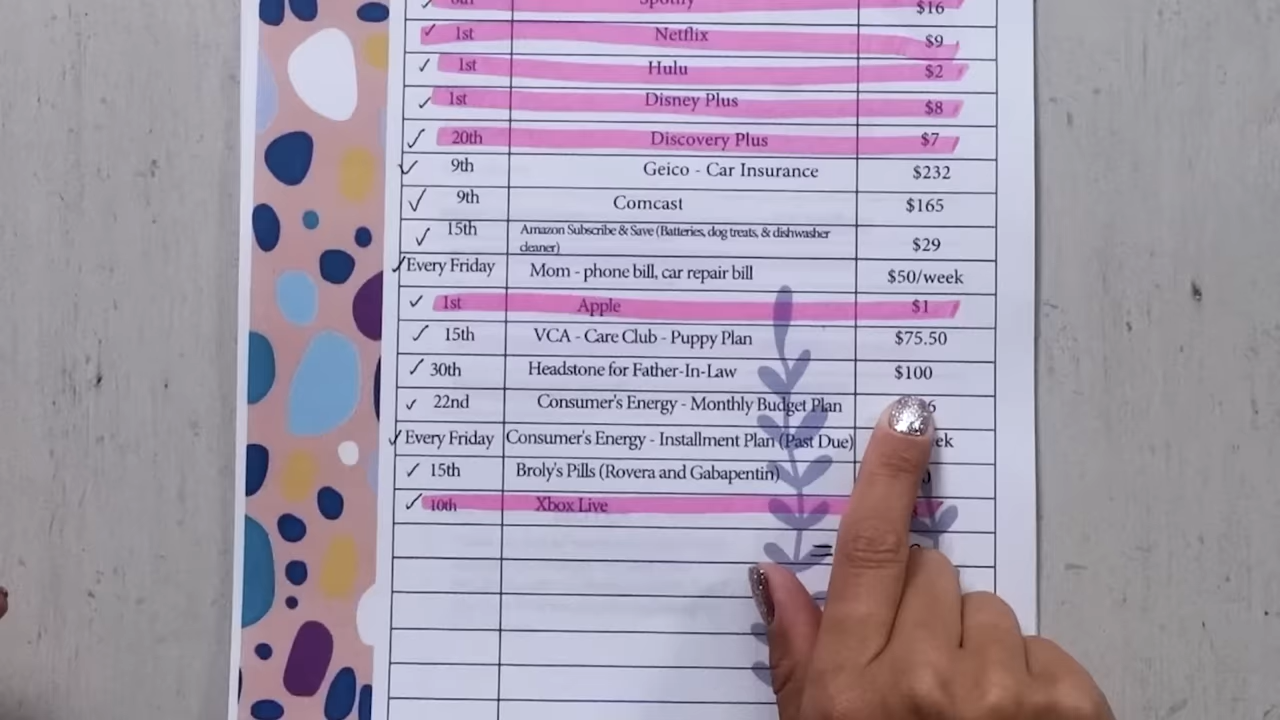 Spotify $16
✓ 1st Netflix $9
✓ 1st Hulu $2
✓ 1st Disney Plus $8
✓ 20th Discovery Plus $7
✓ 9th Geico - Car Insurance $232
✓ 9th Comcast $165
✓ 15th Amazon Subscribe & Save (Batteries, dog treats, & dishwasher
cleaner) $29
✓ Every Friday Mom - phone bill, car repair bill $50/week
✓ 1st Apple $1
✓ 15th VCA - Care Club - Puppy Plan $75.50
✓ 30th Headstone for Father-In-Law $100
✓ 22nd Consumer's Energy - Monthly Budget Plan
✓ Every Friday Consumer's Energy - Installment Plan (Past Due)
✓ 15th Broly's Pills (Rovera and Gabapentin)
✓ 10th Xbox Live
=